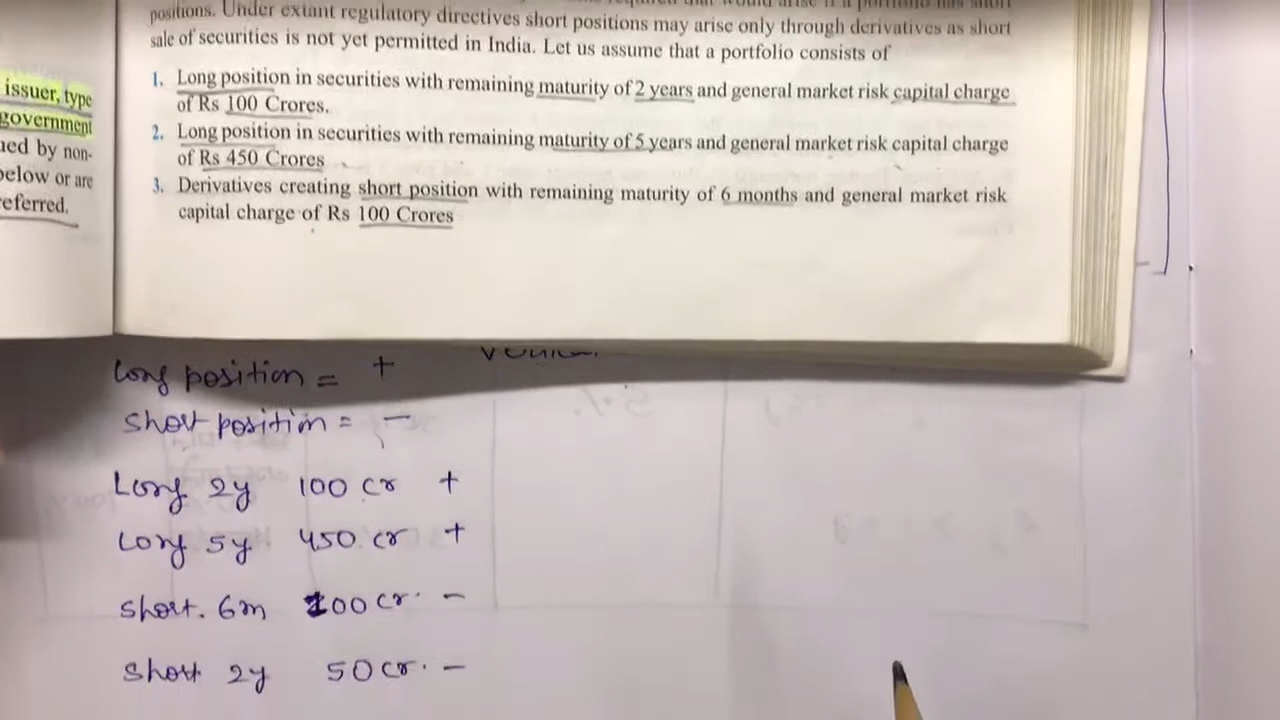 issuer, type
government
ued by non-
below or are
referred.
positions. Under extant regulatory directives short positions may arise only through derivatives as short
sale of securities is not yet permitted in India. Let us assume that a portfolio consists of
1. Long position in securities with remaining maturity of 2 years and general market risk capital charge
of Rs 100 Crores.
2. Long position in securities with remaining maturity of 5 years and general market risk capital charge
of Rs 450 Crores
3. Derivatives creating short position with remaining maturity of 6 months and general market risk
capital charge of Rs 100 Crores
Long position = +
Short position = -
Long 2y 100 cr +
Long 5y 450 cr +
Short. 6m 100 cr. -
Short 2y 50 cr. -